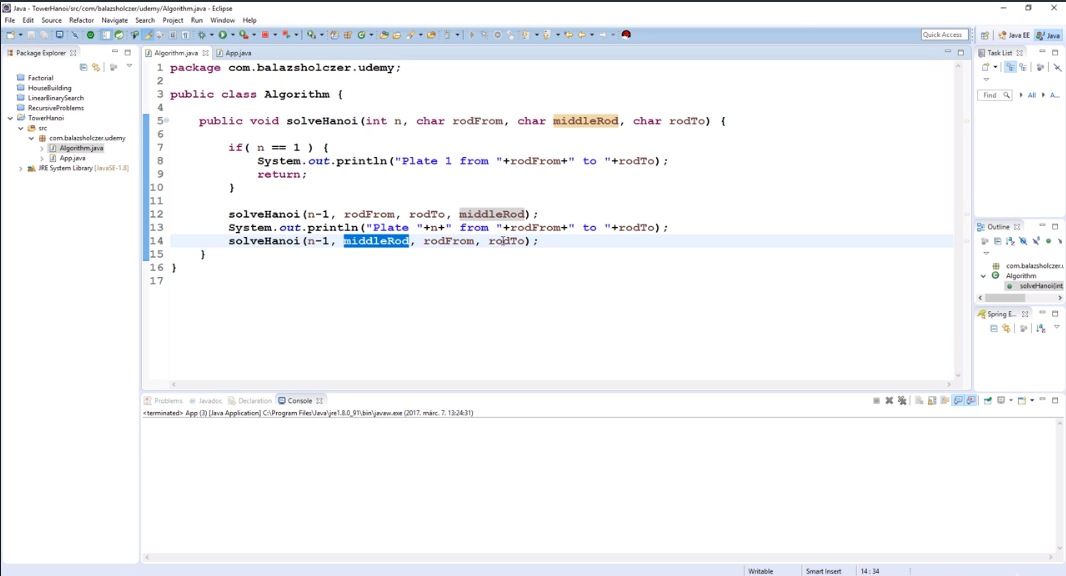 Java - TowerHanoi/src/com/balazsholczer/udemy/Algorithm.java - Eclipse
File Edit Source Refactor Navigate Search Project Run Window Help
Quick Access Java EE Java
Package Explorer
Factorial
HouseBuilding
LinearBinarySearch
RecursiveProblems
TowerHanoi
src
com.balazsholczer.udemy
Algorithm.java
App.java
JRE System Library [JavaSE-1.8]
Algorithm.java App.java
1 package com.balazsholczer.udemy;
2
3 public class Algorithm {
4
5 public void solveHanoi(int n, char rodFrom, char middleRod, char rodTo) {
6
7 if( n == 1 ) {
8 System.out.println("Plate 1 from "+rodFrom+" to "+rodTo);
9 return;
10 }
11
12 solveHanoi(n-1, rodFrom, rodTo, middleRod);
13 System.out.println("Plate "+n+" from "+rodFrom+" to "+rodTo);
14 solveHanoi(n-1, middleRod, rodFrom, rodTo);
15 }
16 }
17
Task List
Find All A...
Outline
com.balazsholczer.u
Algorithm
solveHanoi(int
Spring E...
Problems Javadoc Declaration Console
<terminated> App (3) [Java Application] C:\Program Files\Java\jre1.8.0_91\bin\javaw.exe (2017. márc. 7. 13:24:31)
Writable Smart Insert 14 : 34